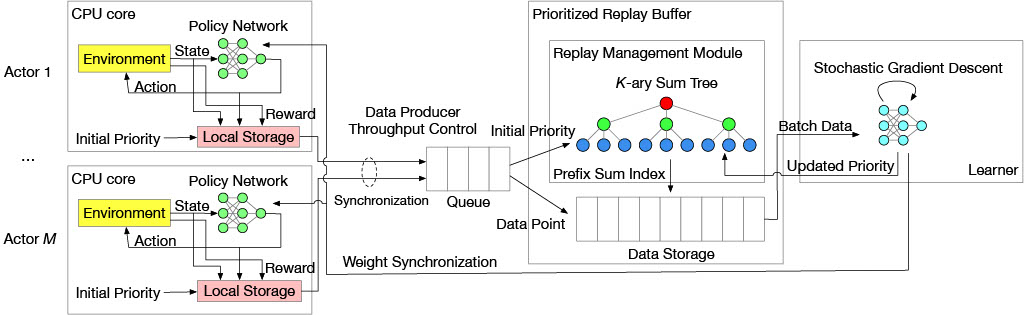 CPU core
Policy Network
Environment
State
Actor 1
Action
Reward
Initial Priority
Local Storage
...
CPU core
Policy Network
Environment
State
Actor M
Action
Reward
Initial Priority
Local Storage
Data Producer
Throughput Control
Synchronization
Queue
Weight Synchronization
Prioritized Replay Buffer
Replay Management Module
K-ary Sum Tree
Initial Priority
Prefix Sum Index
Data Point
Data Storage
Stochastic Gradient Descent
Batch Data
Updated Priority
Learner